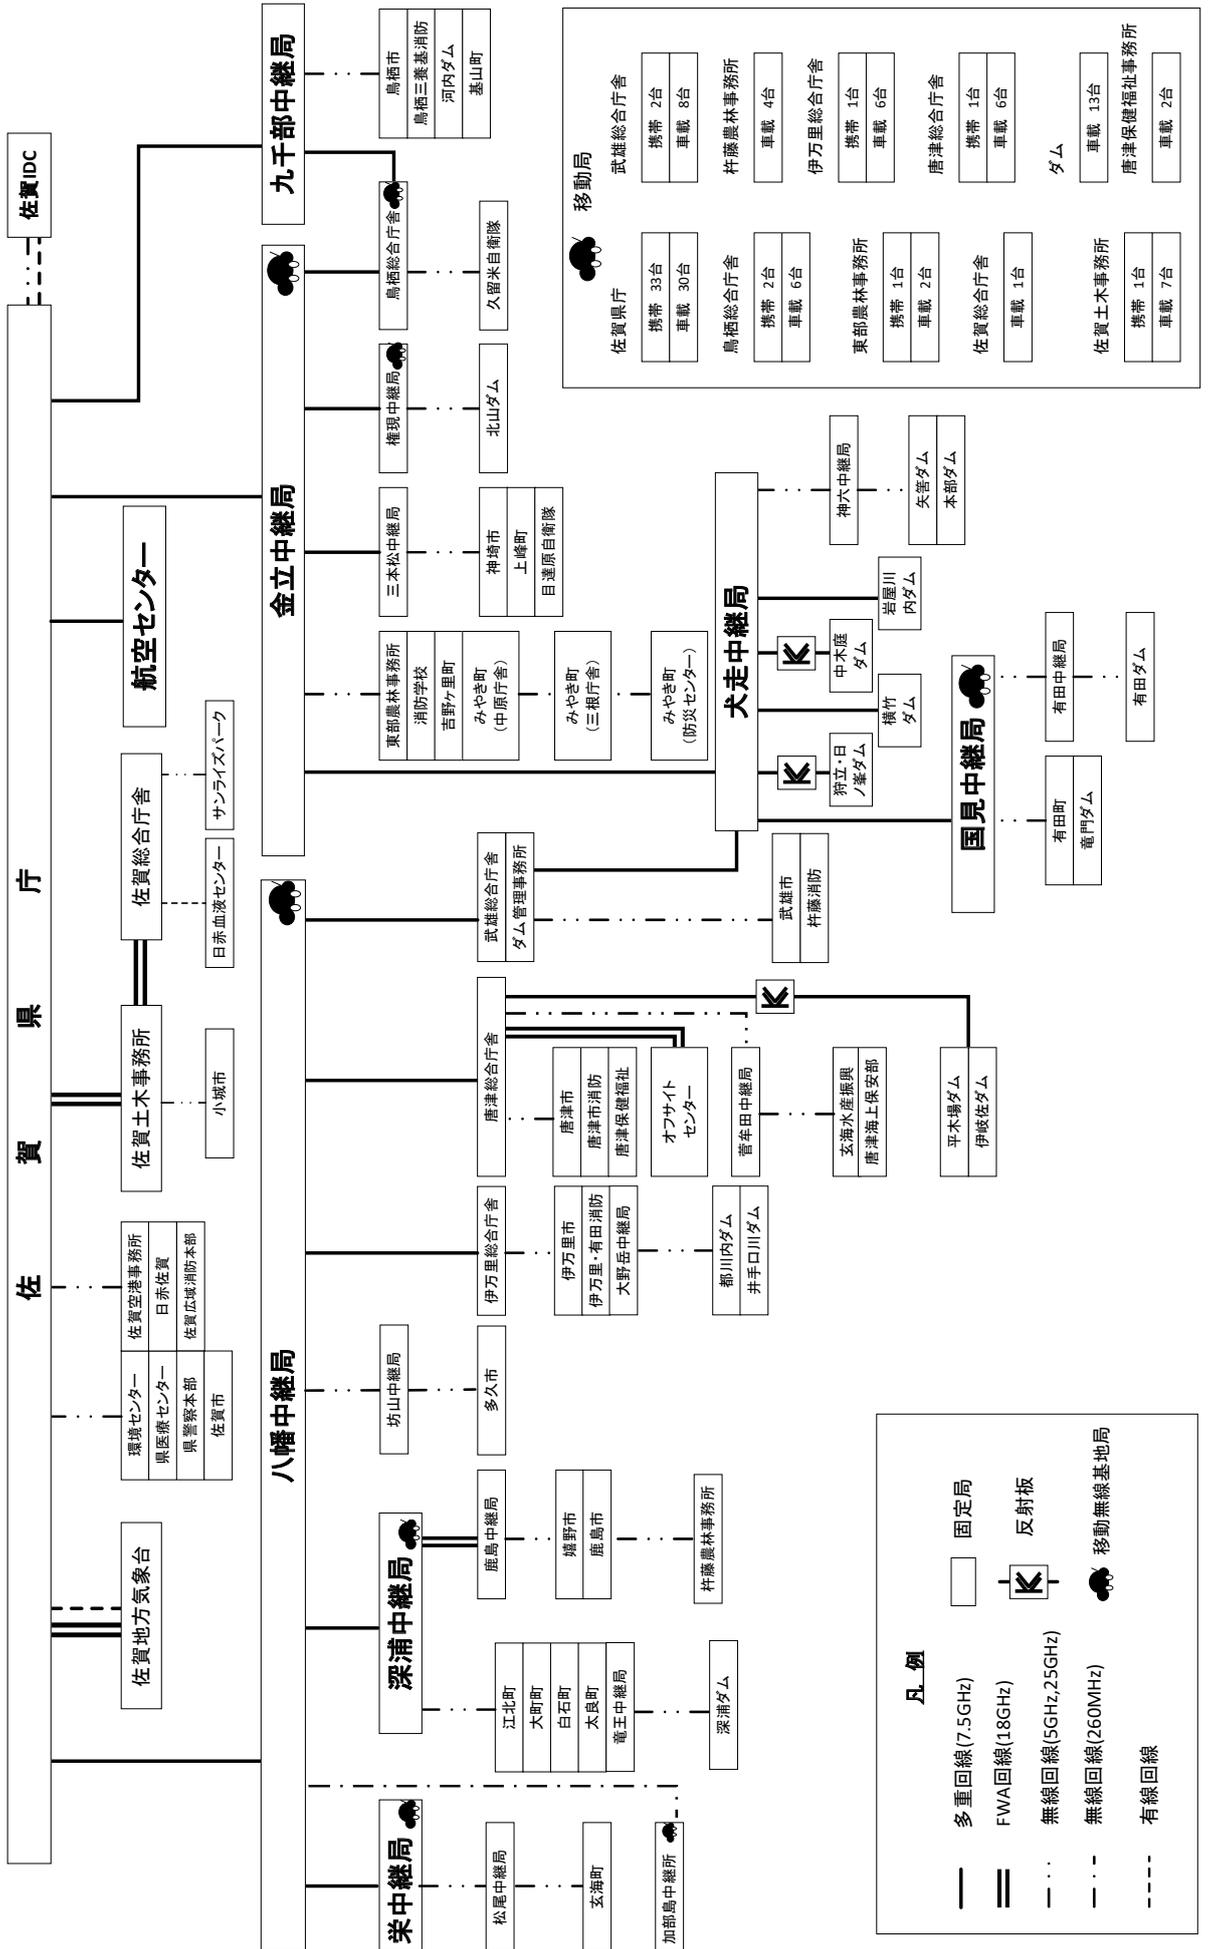 佐賀県庁
佐賀IDC
佐賀地方気象台
環境センター
県医療センター
県警察本部
佐賀市
佐賀空港事務所
日赤佐賀
佐賀広域消防本部
佐賀土木事務所
小城市
佐賀総合庁舎
日赤血液センター
サンライズパーク
航空センター
八幡中継局
金立中継局
九千部中継局
栄中継局
松尾中継局
玄海町
加部島中継所
深浦中継局
江北町
大町町
白石町
太良町
竜王中継局
深浦ダム
鹿島中継局
嬉野市
鹿島市
杵藤農林事務所
坊山中継局
多久市
伊万里総合庁舎
伊万里市
伊万里・有田消防
大野岳中継局
都川内ダム
井手口川ダム
唐津総合庁舎
唐津市
唐津市消防
唐津保健福祉
オフサイト
センター
菅牟田中継局
玄海水産振興
唐津海上保安部
平木場ダム
伊岐佐ダム
武雄総合庁舎
ダム管理事務所
武雄市
杵藤消防
東部農林事務所
消防学校
吉野ヶ里町
みやき町
(中原庁舎)
みやき町
(三根庁舎)
みやき町
(防災センター)
三本松中継局
神埼市
上峰町
目達原自衛隊
権現中継局
北山ダム
鳥栖総合庁舎
久留米自衛隊
鳥栖市
鳥栖三養基消防
河内ダム
基山町
犬走中継局
狩立・日
ノ峯ダム
横竹
ダム
中木庭
ダム
岩屋川
内ダム
神六中継局
矢筈ダム
本部ダム
国見中継局
有田町
竜門ダム
有田中継局
有田ダム
移動局
佐賀県庁
携帯 33台
車載 30台
鳥栖総合庁舎
携帯 2台
車載 6台
東部農林事務所
携帯 1台
車載 2台
佐賀総合庁舎
車載 1台
佐賀土木事務所
携帯 1台
車載 7台
武雄総合庁舎
携帯 2台
車載 8台
杵藤農林事務所
車載 4台
伊万里総合庁舎
携帯 1台
車載 6台
唐津総合庁舎
携帯 1台
車載 6台
ダム
車載 13台
唐津保健福祉事務所
車載 2台
凡 例
多重回線(7.5GHz)
FWA回線(18GHz)
無線回線(5GHz,25GHz)
無線回線(260MHz)
有線回線
固定局
反射板
移動無線基地局